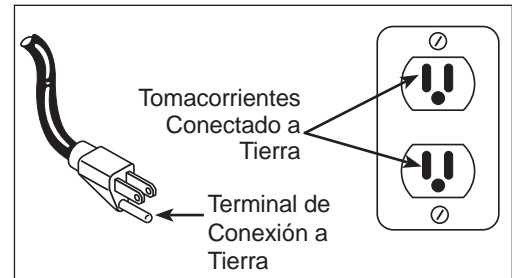 Tomacorrientes
Conectado a
Tierra
Terminal de
Conexión a
Tierra